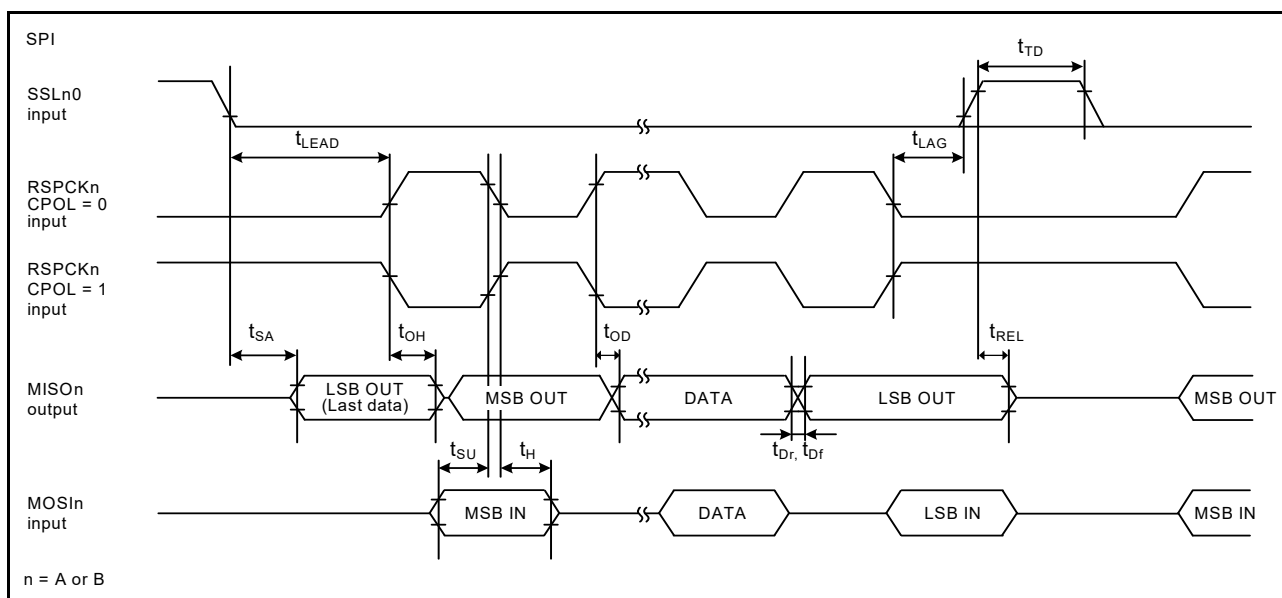 SPI
tTD
SSLn0
input
tLEAD
tLAG
RSPCKn
CPOL = 0
input
RSPCKn
CPOL = 1
input
tSA
tOH
tOD
tREL
MISOn
output
LSB OUT
(Last data)
MSB OUT
DATA
LSB OUT
MSB OUT
tSU
tH
tDr, tDf
MOSIn
input
MSB IN
DATA
LSB IN
MSB IN
n = A or B